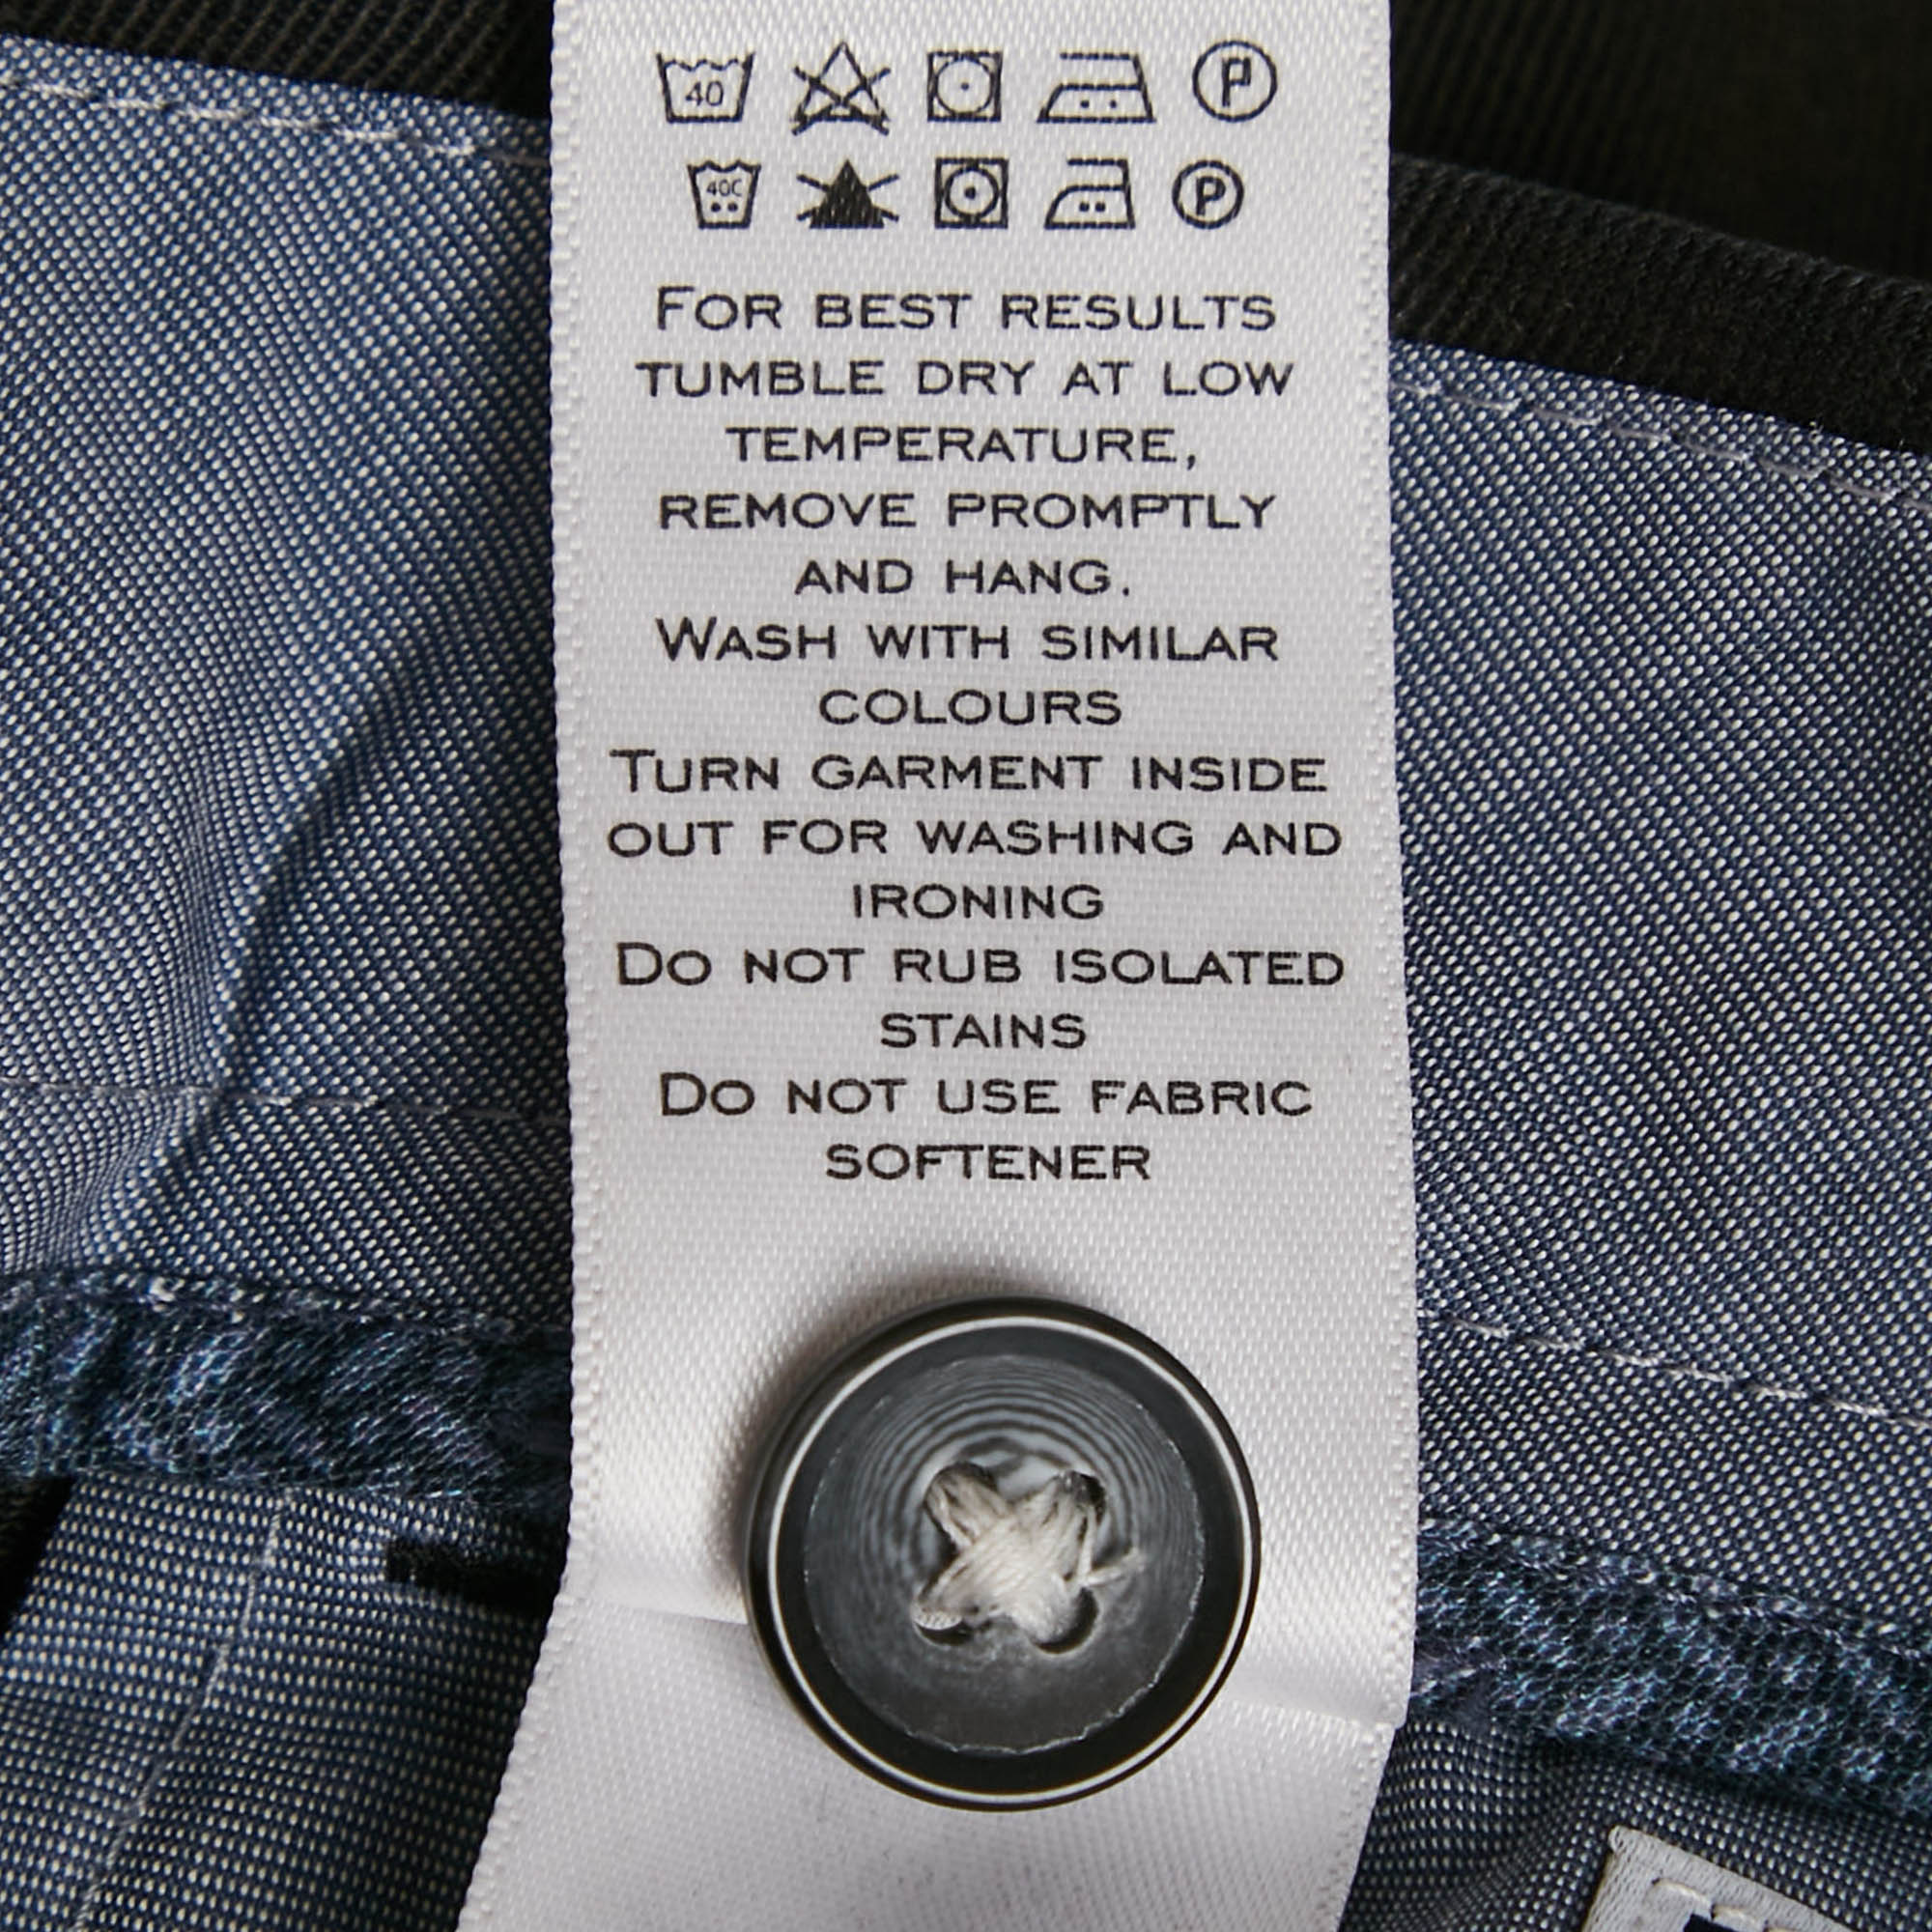 40
P
40C
P
FOR BEST RESULTS
TUMBLE DRY AT LOW
TEMPERATURE,
REMOVE PROMPTLY
AND HANG.
WASH WITH SIMILAR
COLOURS
TURN GARMENT INSIDE
OUT FOR WASHING AND
IRONING
DO NOT RUB ISOLATED
STAINS
DO NOT USE FABRIC
SOFTENER